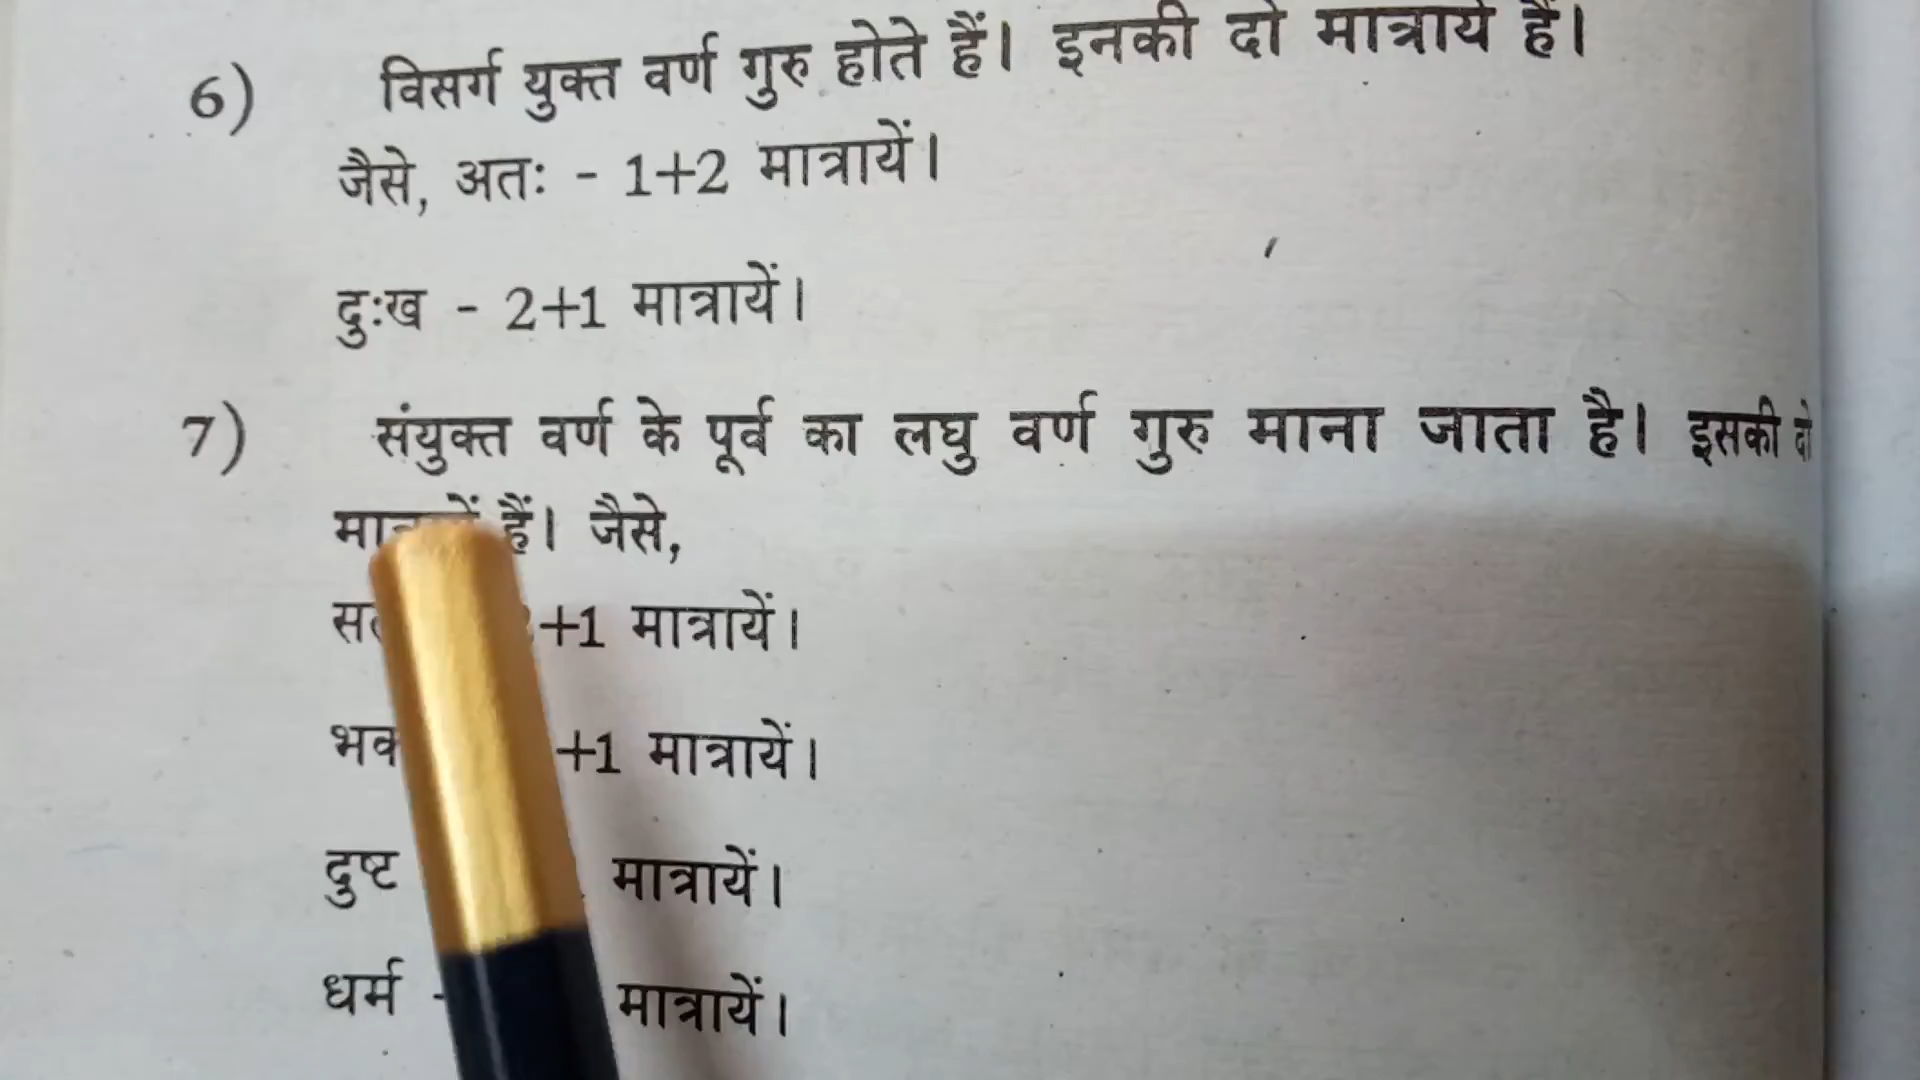 6) विसर्ग युक्त वर्ण गुरु होते हैं। इनकी दो मात्रायें हैं।
जैसे, अतः - 1+2 मात्रायें।
दुःख - 2+1 मात्रायें।
7) संयुक्त वर्ण के पूर्व का लघु वर्ण गुरु माना जाता है। इसकी दो
हैं। जैसे,
+1 मात्रायें।
+1 मात्रायें।
दुष्ट मात्रायें।
धर्म - मात्रायें।